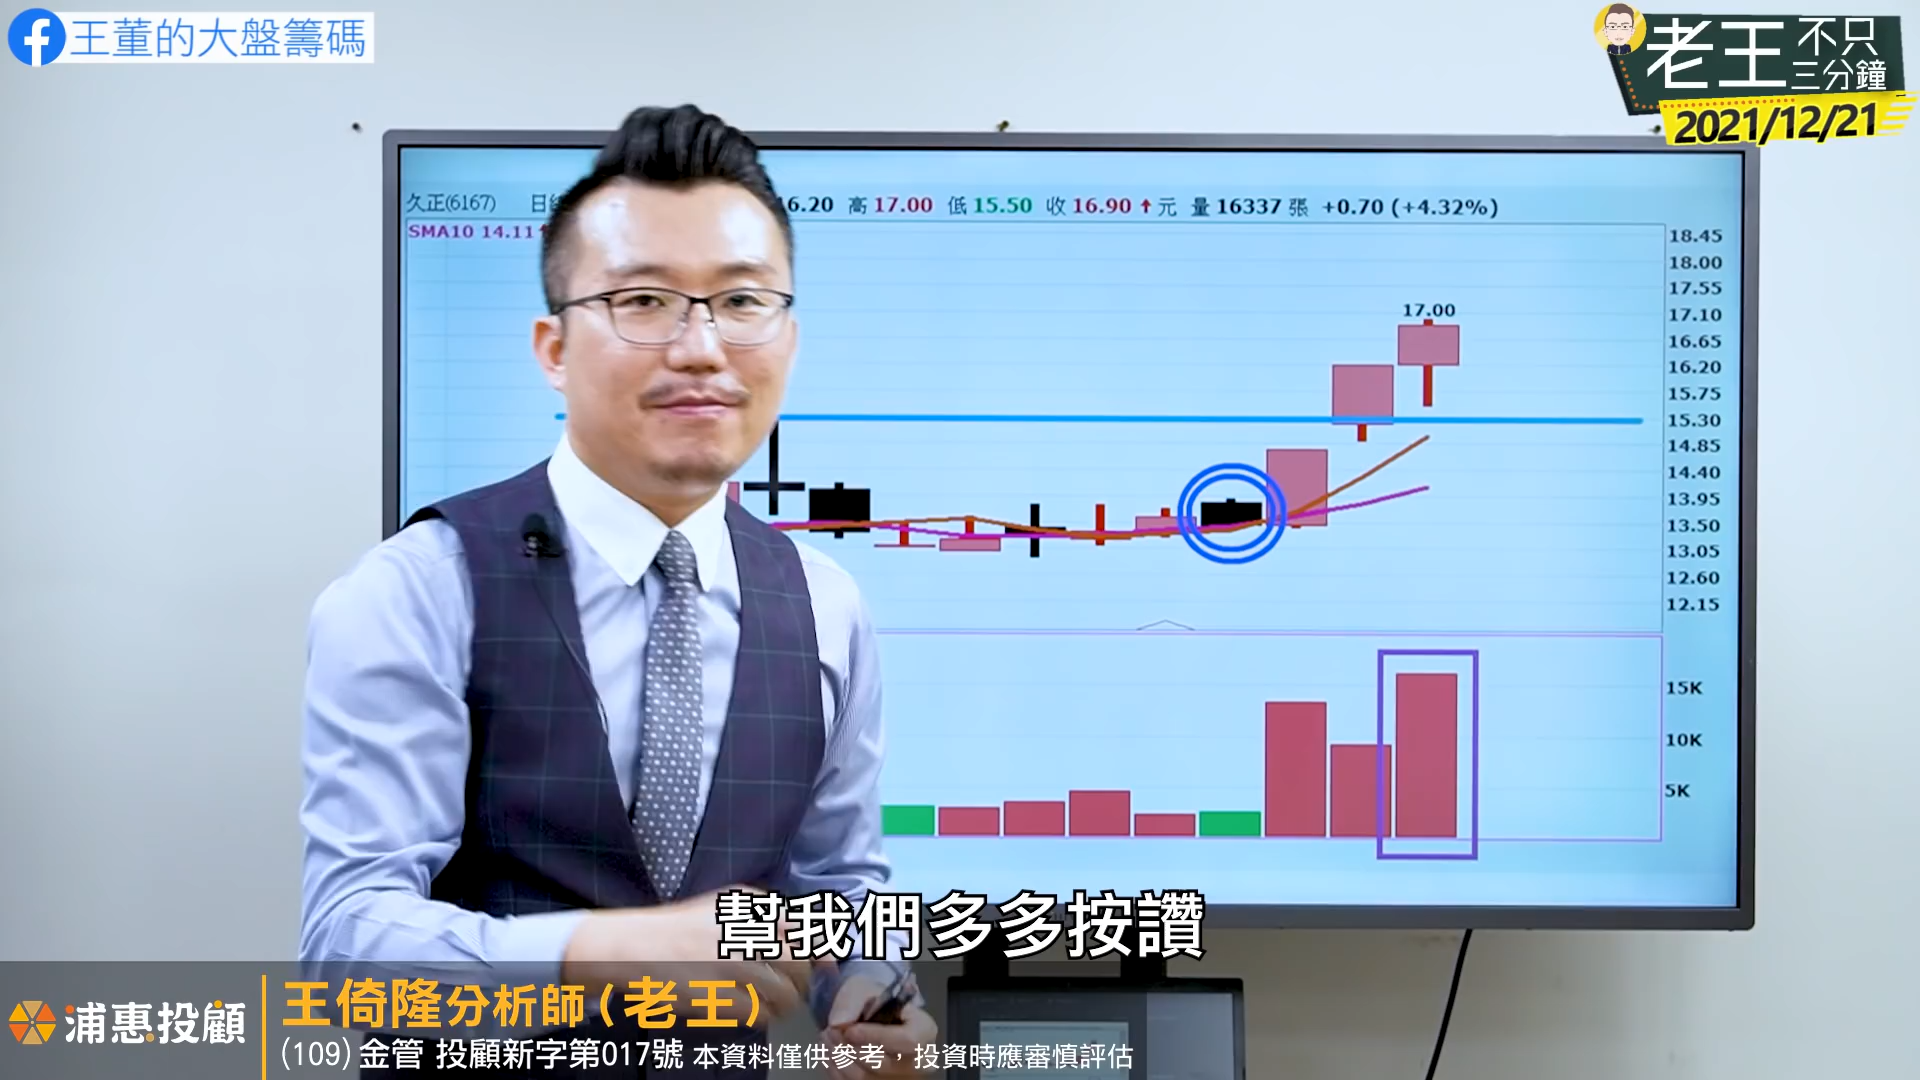 王董的大盤籌碼
老王 不只三分鐘
2021/12/21
久正(6167) 日 6.20 高 17.00 低 15.50 收 16.90 ↑ 元 量 16337 張 +0.70 (+4.32%)
SMA10 14.11↑
18.45
18.00
17.55
17.00
17.10
16.65
16.20
15.75
15.30
14.85
14.40
13.95
13.50
13.05
12.60
12.15
15K
10K
5K
幫我們多多按讚
浦惠投顧
王倚隆分析師(老王)
(109) 金管 投顧新字第017號 本資料僅供參考，投資時應審慎評估